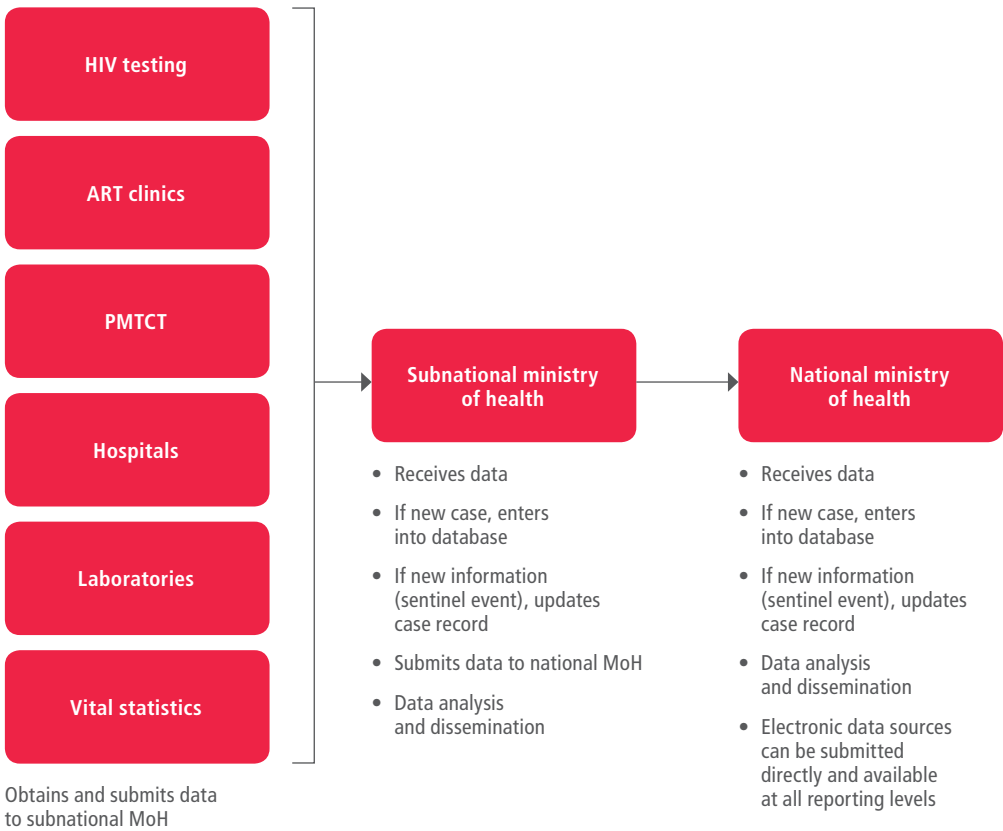 HIV testing
ART clinics
PMTCT
Hospitals
Laboratories
Vital statistics
Obtains and submits data
to subnational MoH
Subnational ministry
of health
• Receives data
• If new case, enters
into database
• If new information
(sentinel event), updates
case record
• Submits data to national MoH
• Data analysis
and dissemination
National ministry
of health
• Receives data
• If new case, enters
into database
• If new information
(sentinel event), updates
case record
• Data analysis
and dissemination
• Electronic data sources
can be submitted
directly and available
at all reporting levels